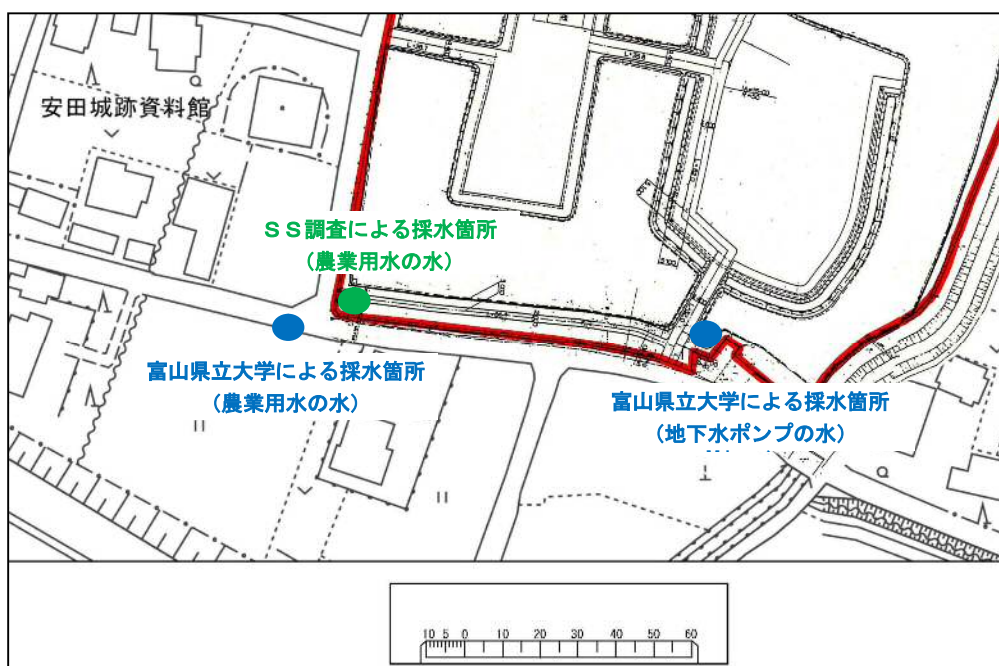 安田城跡資料館
SS調査による採水箇所
(農業用水の水)
富山県立大学による採水箇所
(農業用水の水)
富山県立大学による採水箇所
(地下水ポンプの水)
10 5 0 10 20 30 40 50 60